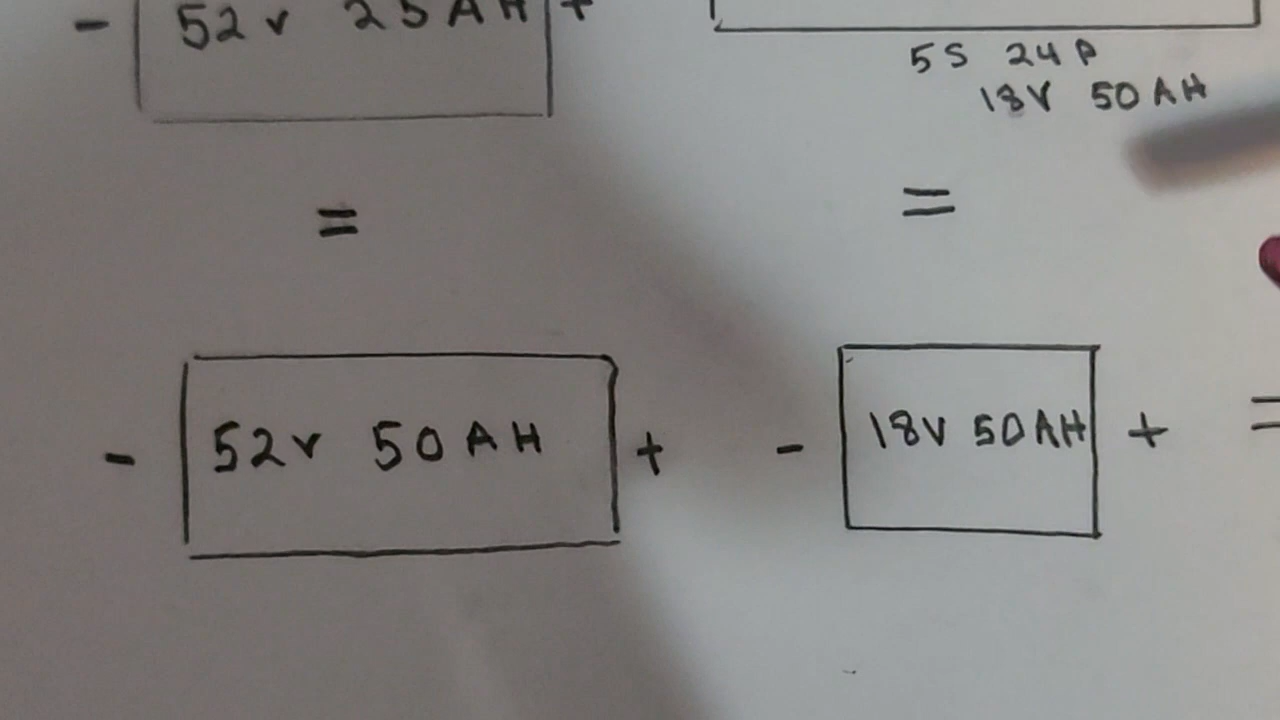 - 52V 25AH +
5S 24P
18V 50AH
=
=
- 52V 50AH +
- 18V 50AH +
=